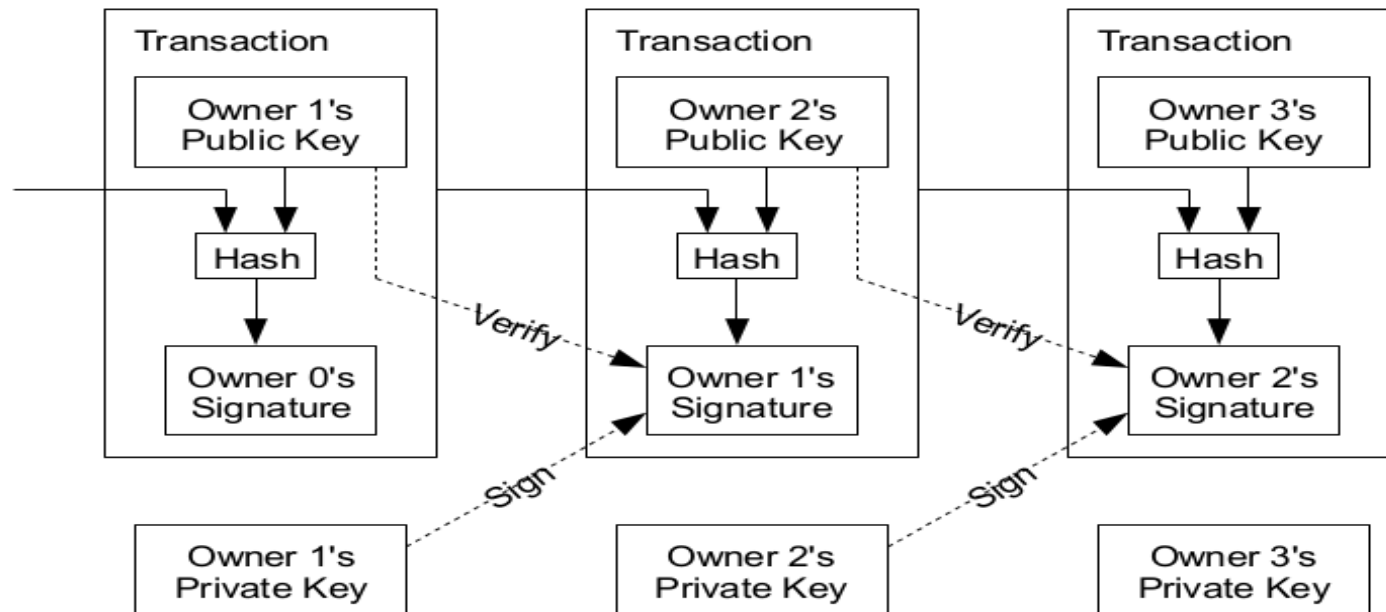 Transaction
Owner 1's
Public Key
Hash
Owner 0's
Signature
Transaction
Owner 2's
Public Key
Hash
Owner 1's
Signature
Transaction
Owner 3's
Public Key
Hash
Owner 2's
Signature
Verify
Verify
Sign
Sign
Owner 1's
Private Key
Owner 2's
Private Key
Owner 3's
Private Key